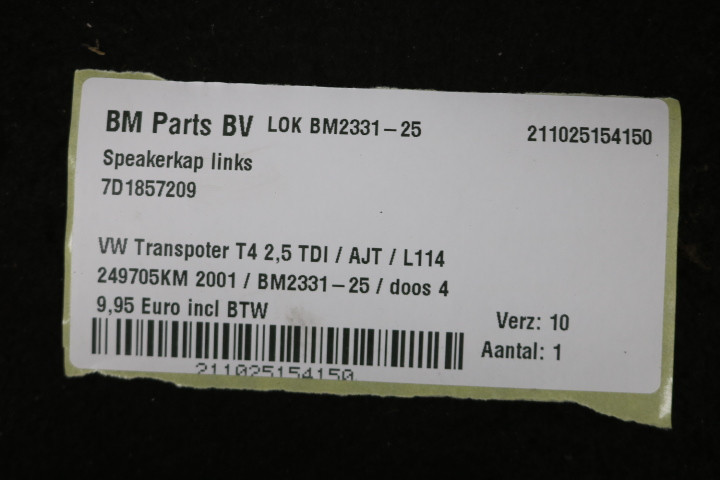 BM Parts BV LOK BM2331-25 211025154150
Speakerkap links
7D1857209
VW Transpoter T4 2,5 TDI / AJT / L114
249705KM 2001 / BM2331-25 / doos 4
9,95 Euro incl BTW
Verz: 10
Aantal: 1
211025154150